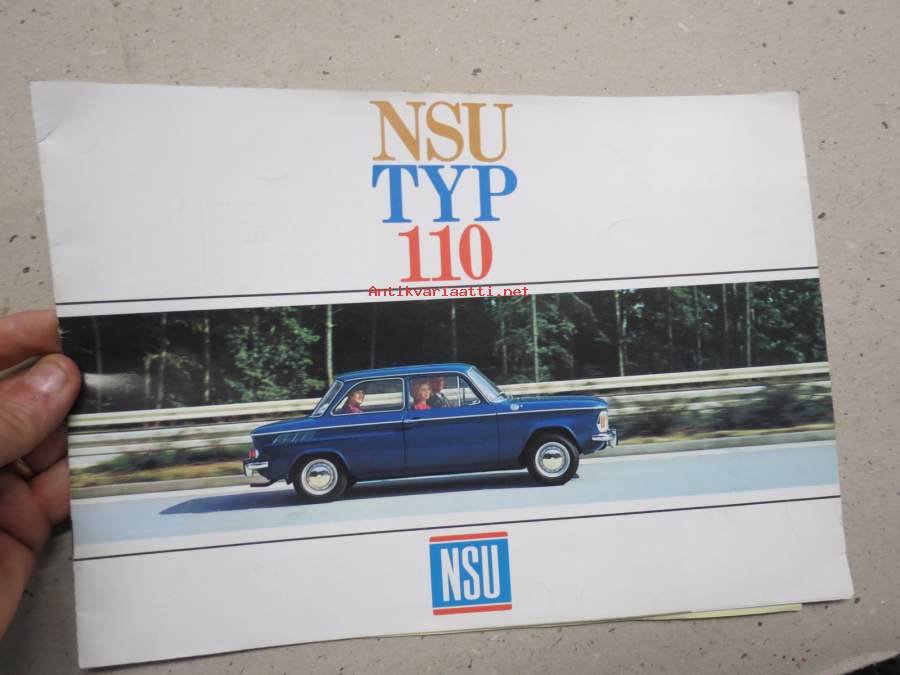 NSU
TYP
110
Antikvariaatti.net
NSU